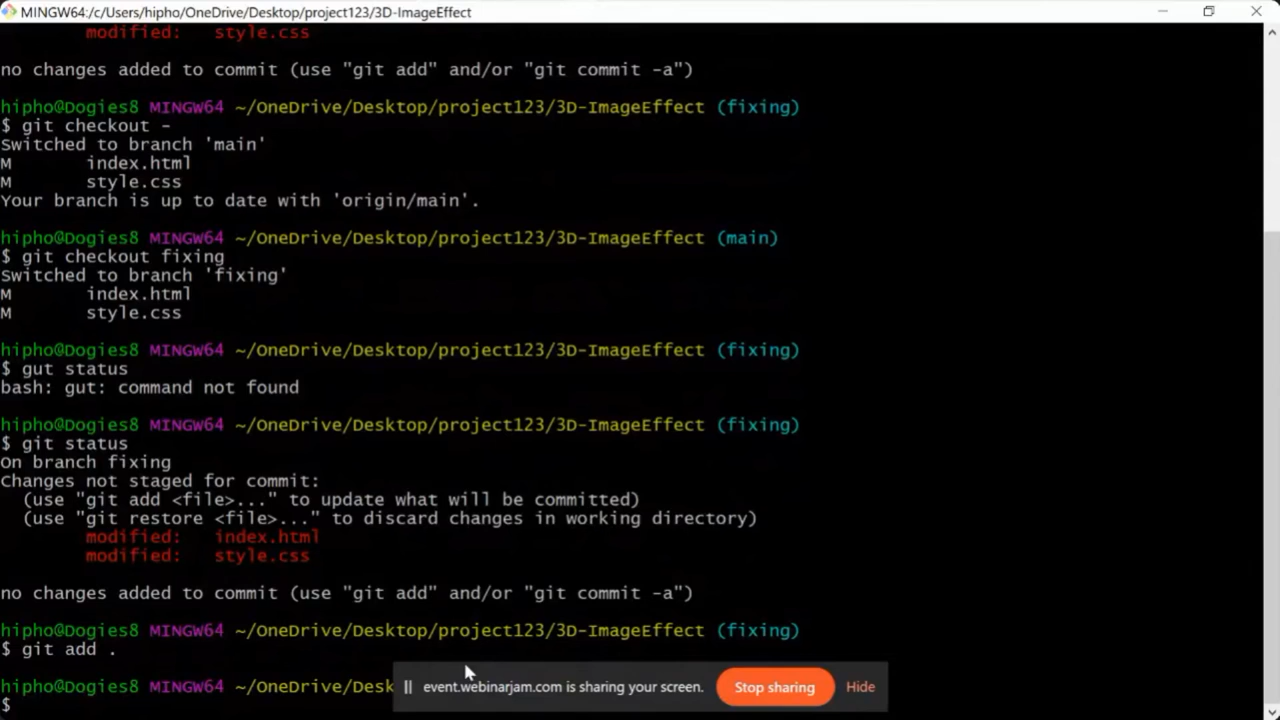 MINGW64:/c/Users/hipho/OneDrive/Desktop/project123/3D-ImageEffect
modified: style.css
no changes added to commit (use "git add" and/or "git commit -a")
hipho@Dogies8 MINGW64 ~/OneDrive/Desktop/project123/3D-ImageEffect (fixing)
$ git checkout -
Switched to branch 'main'
M index.html
M style.css
Your branch is up to date with 'origin/main'.
hipho@Dogies8 MINGW64 ~/OneDrive/Desktop/project123/3D-ImageEffect (main)
$ git checkout fixing
Switched to branch 'fixing'
M index.html
M style.css
hipho@Dogies8 MINGW64 ~/OneDrive/Desktop/project123/3D-ImageEffect (fixing)
$ gut status
bash: gut: command not found
hipho@Dogies8 MINGW64 ~/OneDrive/Desktop/project123/3D-ImageEffect (fixing)
$ git status
On branch fixing
Changes not staged for commit:
(use "git add <file>..." to update what will be committed)
(use "git restore <file>..." to discard changes in working directory)
modified: index.html
modified: style.css
no changes added to commit (use "git add" and/or "git commit -a")
hipho@Dogies8 MINGW64 ~/OneDrive/Desktop/project123/3D-ImageEffect (fixing)
$ git add .
hipho@Dogies8 MINGW64 ~/OneDrive/Desk
event.webinarjam.com is sharing your screen. Stop sharing Hide
$